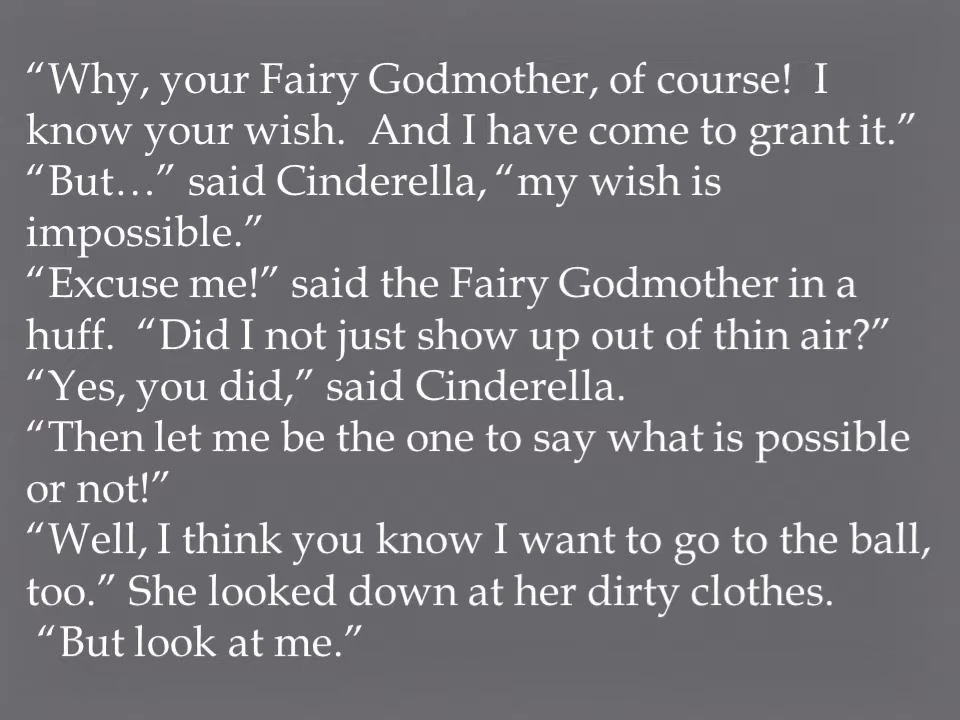 “Why, your Fairy Godmother, of course!  I
know your wish.  And I have come to grant it.”
“But…” said Cinderella, “my wish is
impossible.”
“Excuse me!” said the Fairy Godmother in a
huff.  “Did I not just show up out of thin air?”
“Yes, you did,” said Cinderella.
“Then let me be the one to say what is possible
or not!”
“Well, I think you know I want to go to the ball,
too.” She looked down at her dirty clothes.
“But look at me.”